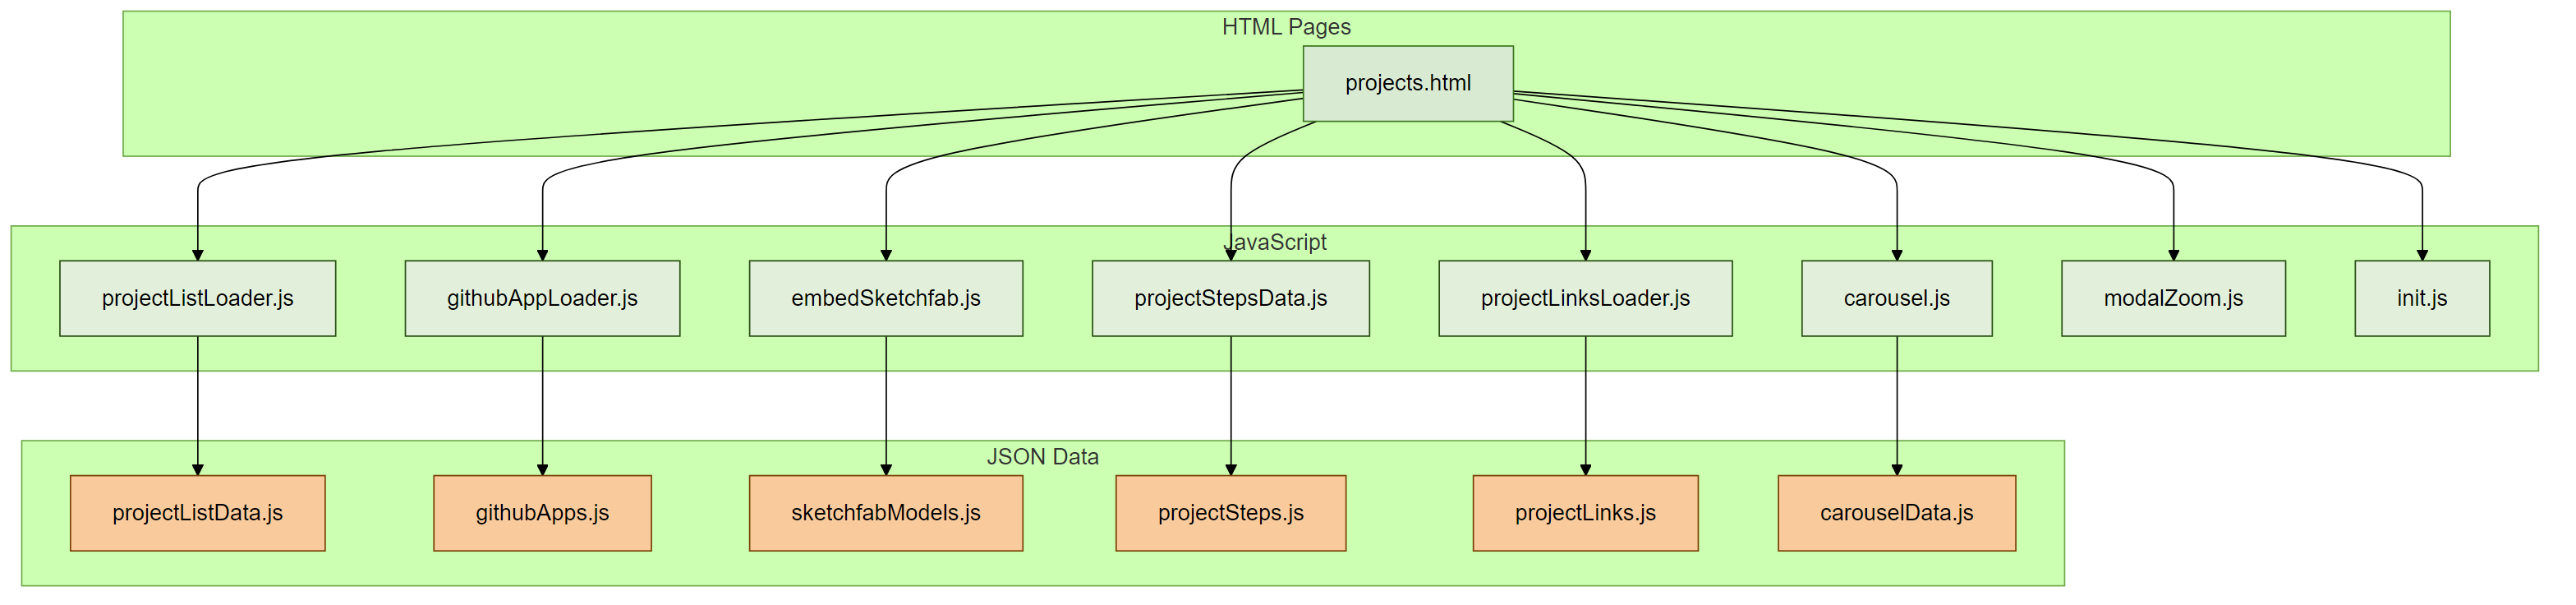 HTML Pages
projects.html
JavaScript
projectListLoader.js
githubAppLoader.js
embedSketchfab.js
projectStepsData.js
projectLinksLoader.js
carousel.js
modalZoom.js
init.js
JSON Data
projectListData.js
githubApps.js
sketchfabModels.js
projectSteps.js
projectLinks.js
carouselData.js